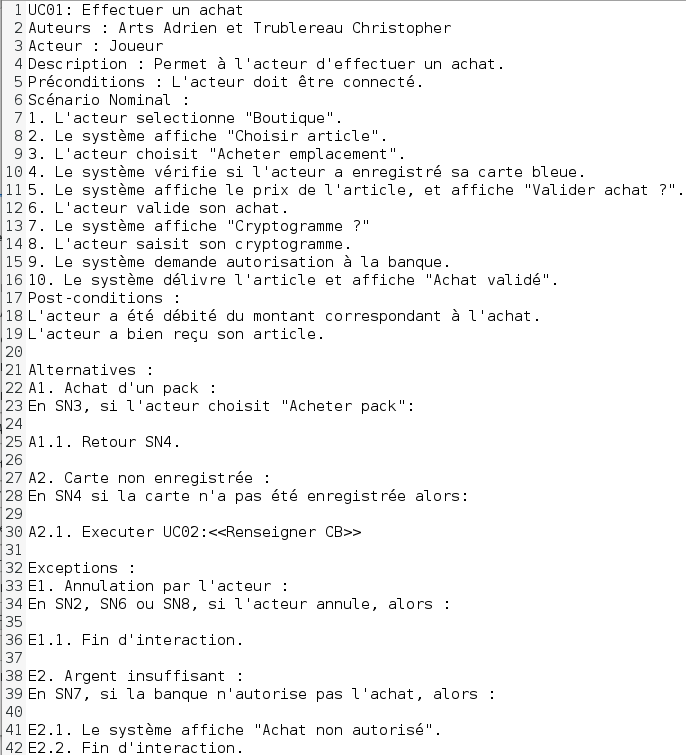 1 UC01: Effectuer un achat
2 Auteurs : Arts Adrien et Trublereau Christopher
3 Acteur : Joueur
4 Description : Permet à l'acteur d'effectuer un achat.
5 Préconditions : L'acteur doit être connecté.
6 Scénario Nominal :
7 1. L'acteur selectionne "Boutique".
8 2. Le système affiche "Choisir article".
9 3. L'acteur choisit "Acheter emplacement".
10 4. Le système vérifie si l'acteur a enregistré sa carte bleue.
11 5. Le système affiche le prix de l'article, et affiche "Valider achat ?".
12 6. L'acteur valide son achat.
13 7. Le système affiche "Cryptogramme ?"
14 8. L'acteur saisit son cryptogramme.
15 9. Le système demande autorisation à la banque.
16 10. Le système délivre l'article et affiche "Achat validé".
17 Post-conditions :
18 L'acteur a été débité du montant correspondant à l'achat.
19 L'acteur a bien reçu son article.
20
21 Alternatives :
22 A1. Achat d'un pack :
23 En SN3, si l'acteur choisit "Acheter pack":
24
25 A1.1. Retour SN4.
26
27 A2. Carte non enregistrée :
28 En SN4 si la carte n'a pas été enregistrée alors:
29
30 A2.1. Executer UC02:<<Renseigner CB>>
31
32 Exceptions :
33 E1. Annulation par l'acteur :
34 En SN2, SN6 ou SN8, si l'acteur annule, alors :
35
36 E1.1. Fin d'interaction.
37
38 E2. Argent insuffisant :
39 En SN7, si la banque n'autorise pas l'achat, alors :
40
41 E2.1. Le système affiche "Achat non autorisé".
42 E2.2. Fin d'interaction.